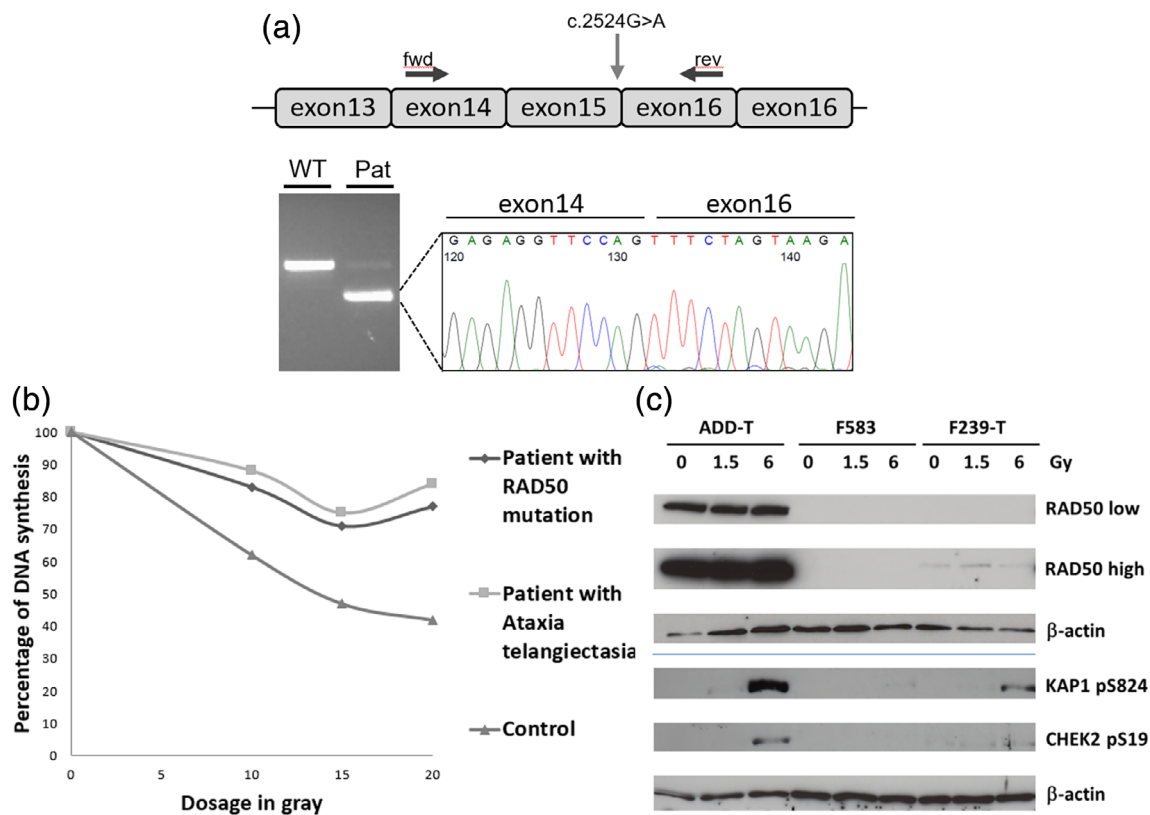 (a)
c.2524G>A
fwd
rev
exon13 exon14 exon15 exon16 exon16
WT Pat
exon14 exon16
G A G A G G T T C C A G T T T C T A G T A A G A
120 130 140
(b)
Percentage of DNA synthesis
100
90
80
70
60
50
40
30
20
10
0
0 5 10 15 20
Dosage in gray
Patient with
RAD50
mutation
Patient with
Ataxia
telangiectasia
Control
(c)
ADD-T F583 F239-T
0 1.5 6 0 1.5 6 0 1.5 6 Gy
RAD50 low
RAD50 high
β-actin
KAP1 pS824
CHEK2 pS19
β-actin